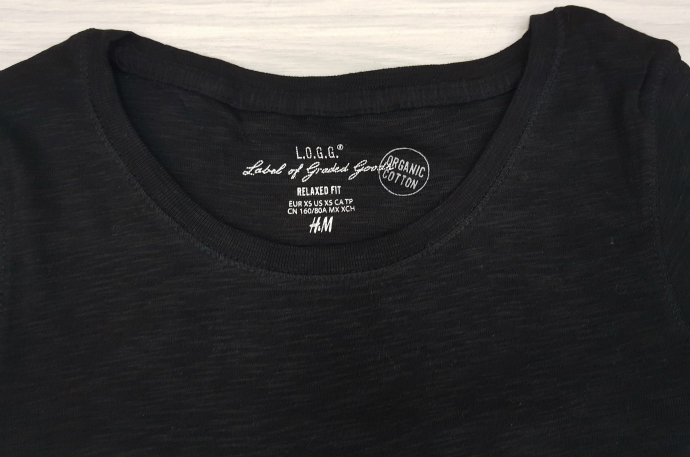 L.O.G.G.®
Label of Graded Goods
ORGANIC
COTTON
RELAXED FIT
EUR XS US XS CA TP
CN 160/80A MX XCH
H&M